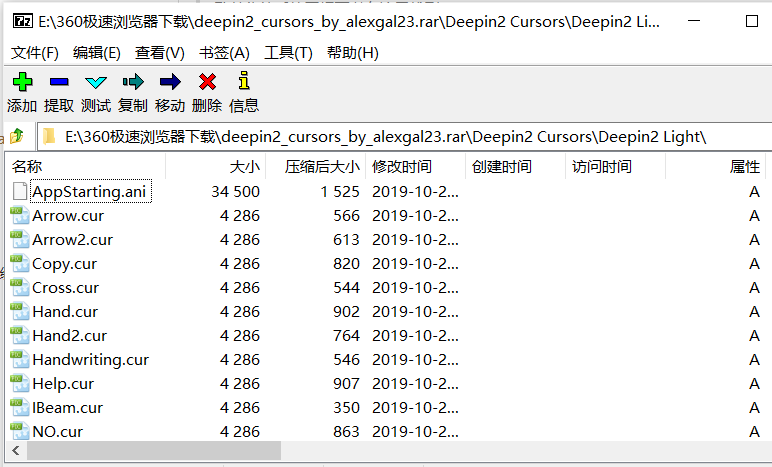 E:\360极速浏览器下载\deepin2_cursors_by_alexgal23.rar\Deepin2 Cursors\Deepin2 Li...
文件(F) 编辑(E) 查看(V) 书签(A) 工具(T) 帮助(H)
添加 提取 测试 复制 移动 删除 信息
E:\360极速浏览器下载\deepin2_cursors_by_alexgal23.rar\Deepin2 Cursors\Deepin2 Light\
名称 大小 压缩后大小 修改时间 创建时间 访问时间 属性
AppStarting.ani 34 500 1 525 2019-10-2... A
Arrow.cur 4 286 566 2019-10-2... A
Arrow2.cur 4 286 613 2019-10-2... A
Copy.cur 4 286 820 2019-10-2... A
Cross.cur 4 286 544 2019-10-2... A
Hand.cur 4 286 902 2019-10-2... A
Hand2.cur 4 286 764 2019-10-2... A
Handwriting.cur 4 286 546 2019-10-2... A
Help.cur 4 286 907 2019-10-2... A
IBeam.cur 4 286 350 2019-10-2... A
NO.cur 4 286 863 2019-10-2... A